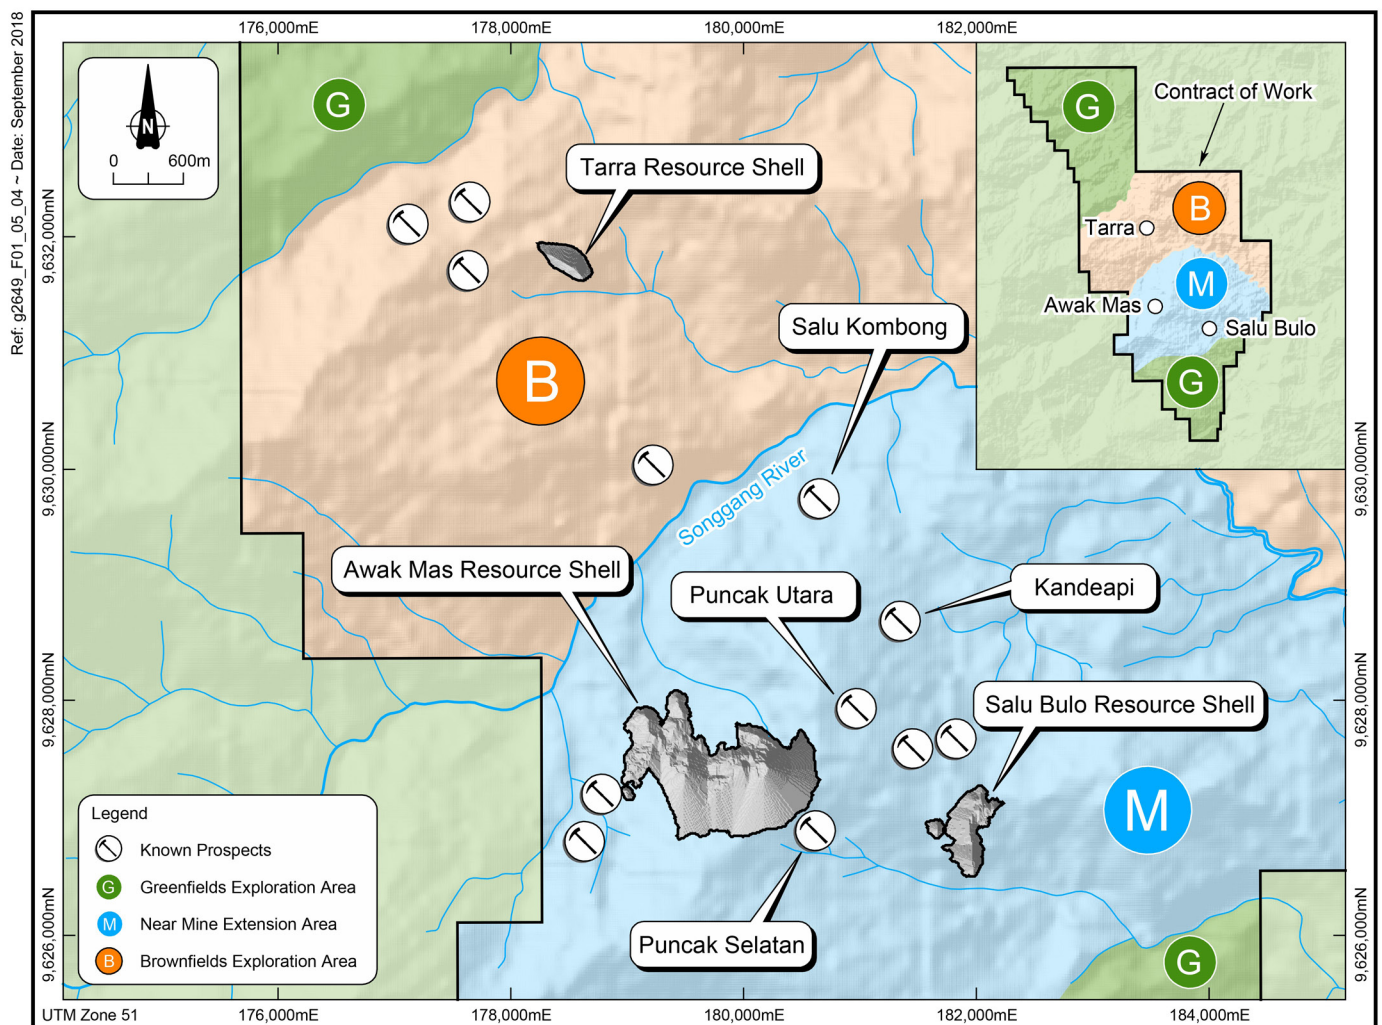 Ref: g2649_F01_05_04 ~ Date: September 2018
176,000mE
178,000mE
180,000mE
182,000mE
N
0
600m
G
Tarra Resource Shell
G
Contract of Work
B
Tarra
M
Awak Mas
Salu Bulo
G
9,632,000mN
Salu Kombong
B
9,630,000mN
9,630,000mN
Songgang River
Awak Mas Resource Shell
Puncak Utara
Kandeapi
9,628,000mN
9,628,000mN
Salu Bulo Resource Shell
M
Legend
Known Prospects
G
Greenfields Exploration Area
M
Near Mine Extension Area
B
Brownfields Exploration Area
Puncak Selatan
G
9,626,000mN
9,626,000mN
UTM Zone 51
176,000mE
178,000mE
180,000mE
182,000mE
184,000mE